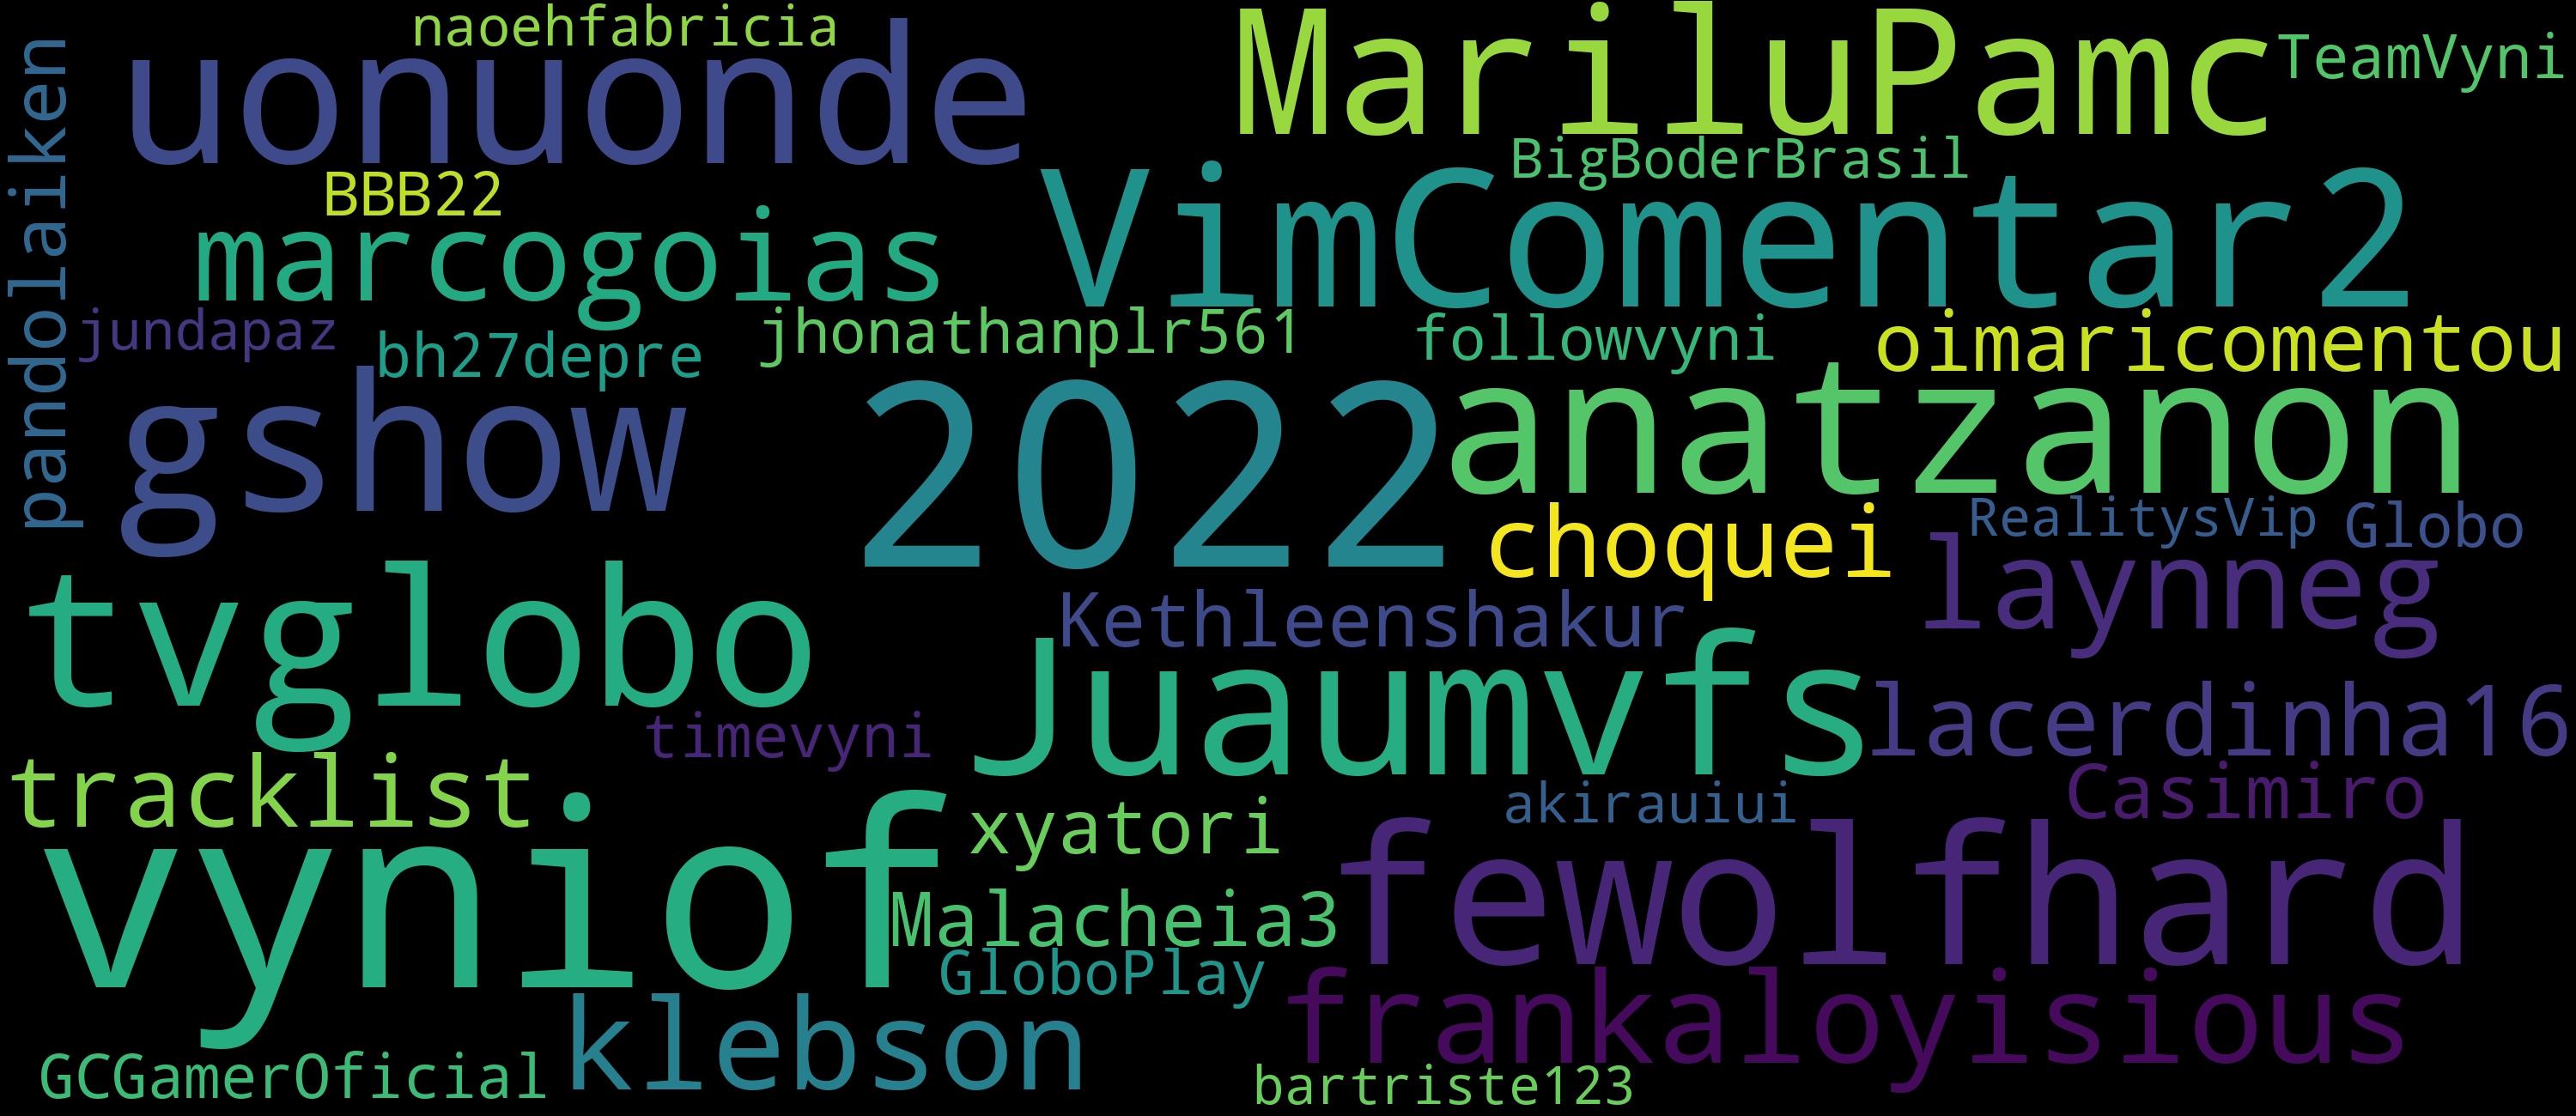 naoehfabricia
MariluPamc
TeamVyni
uonuonde
pandolaiken
BigBoderBrasil
BBB22
VimComentar2
marcogoias
jundapaz
bh27depre
jhonathanplr561
followvyni
oimaricomentou
gshow
2022
anatzanon
choquei
RealitysVip
Globo
tvglobo
Kethleenshakur
laynneg
Juaumvfs
timevyni
lacerdinha16
tracklist
akirauiui
Casimiro
xyatori
vyniof
fewolfhard
Malacheia3
GloboPlay
klebson
frankaloyisious
GCGamerOficial
bartriste123